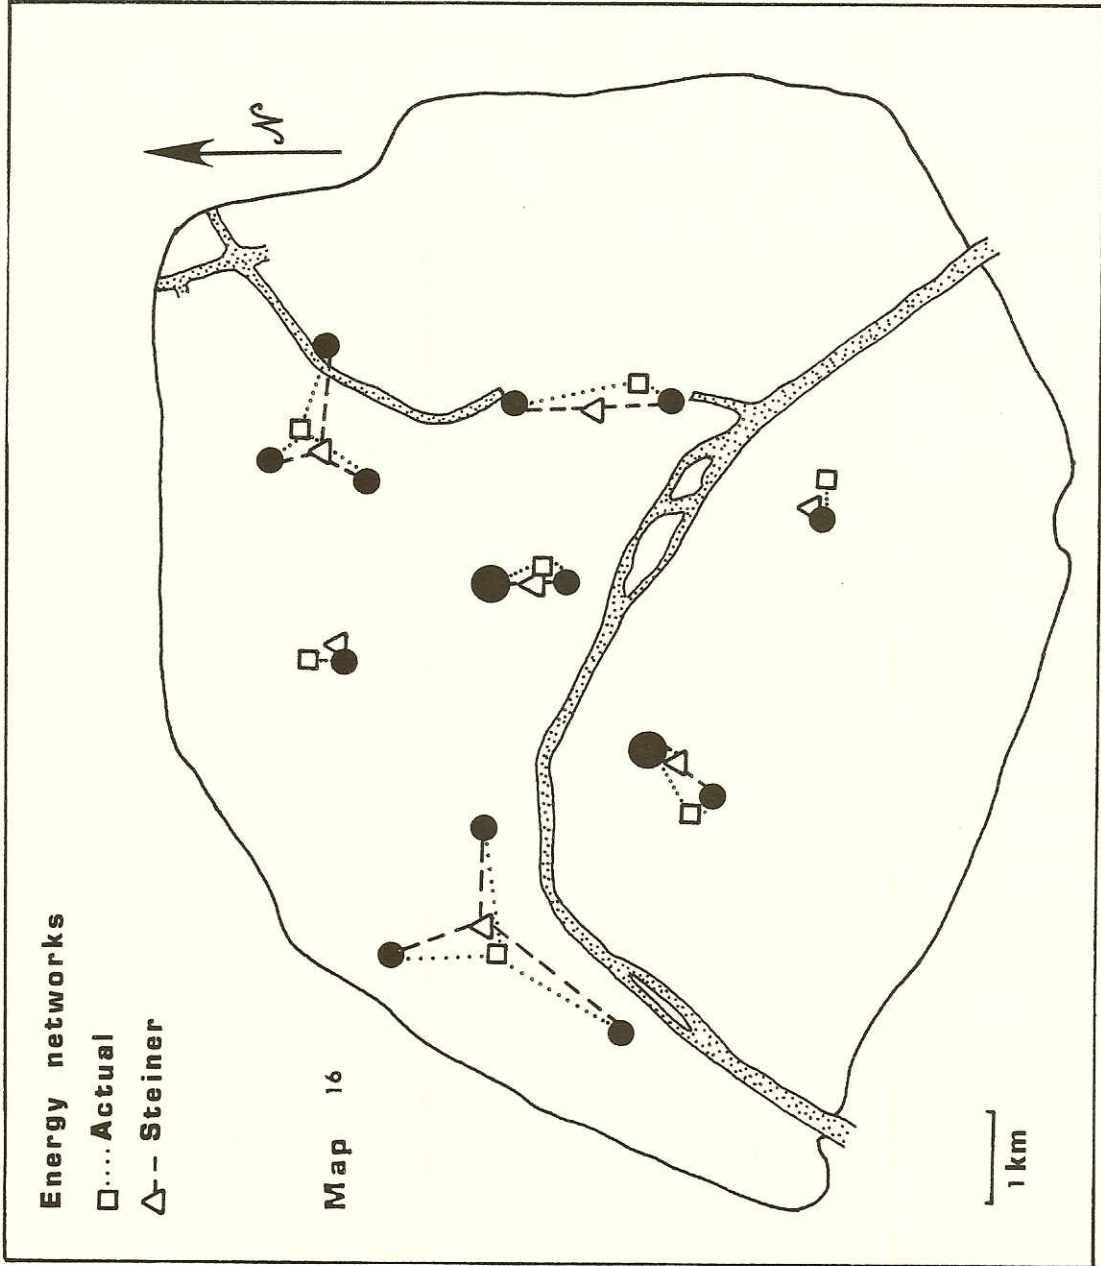 Energy networks
□....Actual
△-- Steiner
Map 16
N
1 km